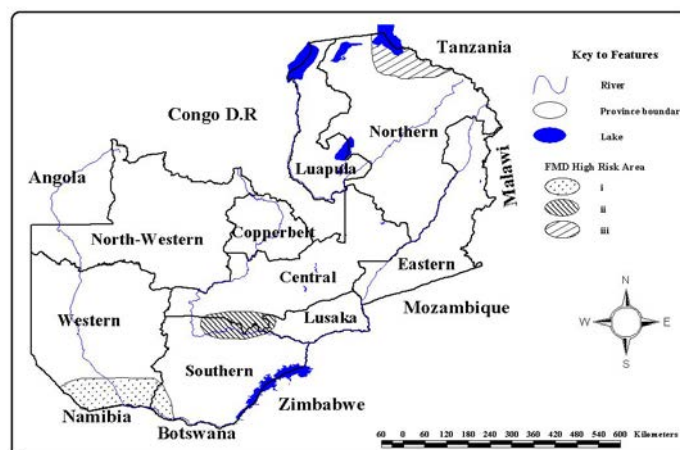 Tanzania
Key to Features
River
Province boundary
Lake
FMD High Risk Area
i
ii
iii
Congo D.R
Northern
Luapula
Malawi
Angola
North-Western
Copperbelt
Central
Eastern
Western
Lusaka
Mozambique
Southern
Namibia
Zimbabwe
Botswana
N
W
E
S
60 0 60 120 180 240 300 360 420 480 540 600 Kilometers